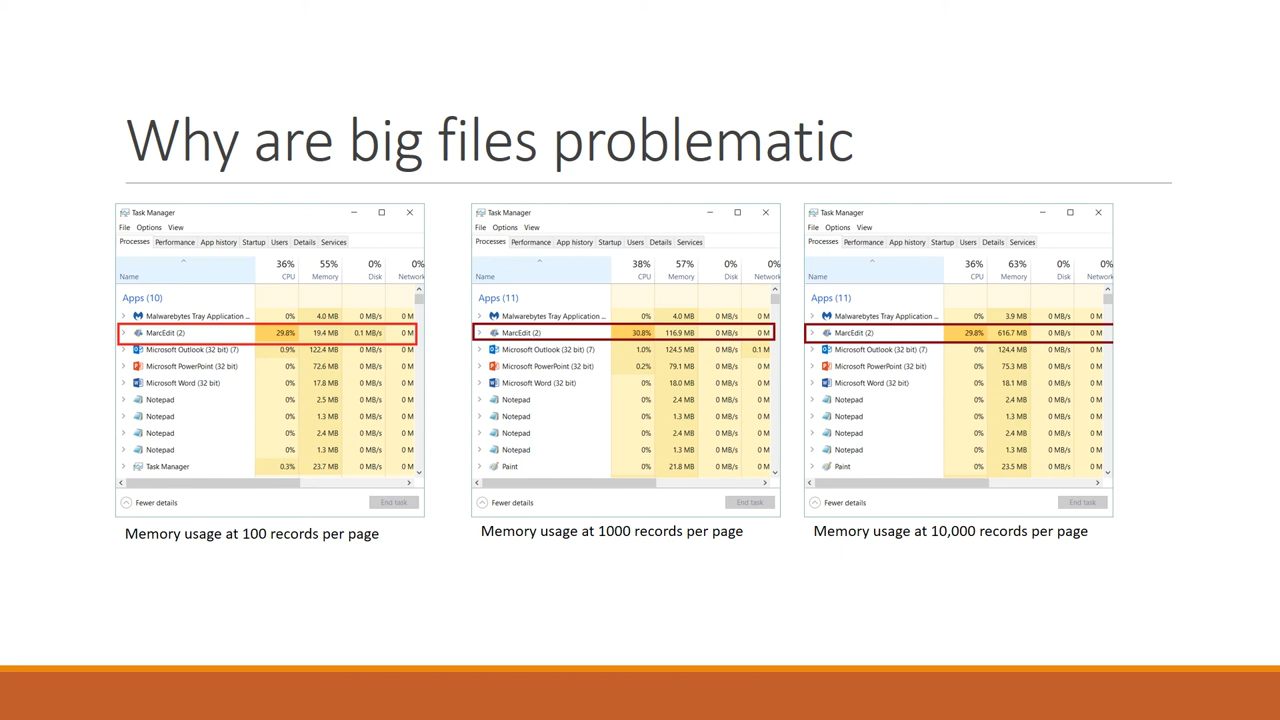 Why are big files problematic
Task Manager
File Options View
Processes Performance App history Startup Users Details Services
36% 55% 0% 0%
Name CPU Memory Disk Network
Apps (10)
Malwarebytes Tray Application ... 0% 4.0 MB 0 MB/s 0 M
MarcEdit (2) 29.8% 19.4 MB 0.1 MB/s 0 M
Microsoft Outlook (32 bit) (7) 0.9% 122.4 MB 0 MB/s 0 M
Microsoft PowerPoint (32 bit) 0% 72.6 MB 0 MB/s 0 M
Microsoft Word (32 bit) 0% 17.8 MB 0 MB/s 0 M
Notepad 0% 2.5 MB 0 MB/s 0 M
Notepad 0% 1.3 MB 0 MB/s 0 M
Notepad 0% 2.4 MB 0 MB/s 0 M
Notepad 0% 1.3 MB 0 MB/s 0 M
Task Manager 0.3% 23.7 MB 0 MB/s 0 M
Fewer details End task
Memory usage at 100 records per page
Task Manager
File Options View
Processes Performance App history Startup Users Details Services
38% 57% 0% 0%
Name CPU Memory Disk Network
Apps (11)
Malwarebytes Tray Application ... 0% 4.0 MB 0 MB/s 0 M
MarcEdit (2) 30.8% 116.9 MB 0 MB/s 0 M
Microsoft Outlook (32 bit) (7) 1.0% 124.5 MB 0 MB/s 0.1 M
Microsoft PowerPoint (32 bit) 0.2% 79.1 MB 0 MB/s 0 M
Microsoft Word (32 bit) 0% 18.0 MB 0 MB/s 0 M
Notepad 0% 2.4 MB 0 MB/s 0 M
Notepad 0% 1.3 MB 0 MB/s 0 M
Notepad 0% 2.4 MB 0 MB/s 0 M
Notepad 0% 1.3 MB 0 MB/s 0 M
Paint 0% 21.8 MB 0 MB/s 0 M
Fewer details End task
Memory usage at 1000 records per page
Task Manager
File Options View
Processes Performance App history Startup Users Details Services
36% 63% 0% 0%
Name CPU Memory Disk Network
Apps (11)
Malwarebytes Tray Application ... 0% 3.9 MB 0 MB/s 0 M
MarcEdit (2) 29.8% 616.7 MB 0 MB/s 0 M
Microsoft Outlook (32 bit) (7) 0% 124.4 MB 0 MB/s 0 M
Microsoft PowerPoint (32 bit) 0% 75.3 MB 0 MB/s 0 M
Microsoft Word (32 bit) 0% 18.1 MB 0 MB/s 0 M
Notepad 0% 2.4 MB 0 MB/s 0 M
Notepad 0% 1.3 MB 0 MB/s 0 M
Notepad 0% 2.4 MB 0 MB/s 0 M
Notepad 0% 1.3 MB 0 MB/s 0 M
Paint 0% 23.5 MB 0 MB/s 0 M
Fewer details End task
Memory usage at 10,000 records per page